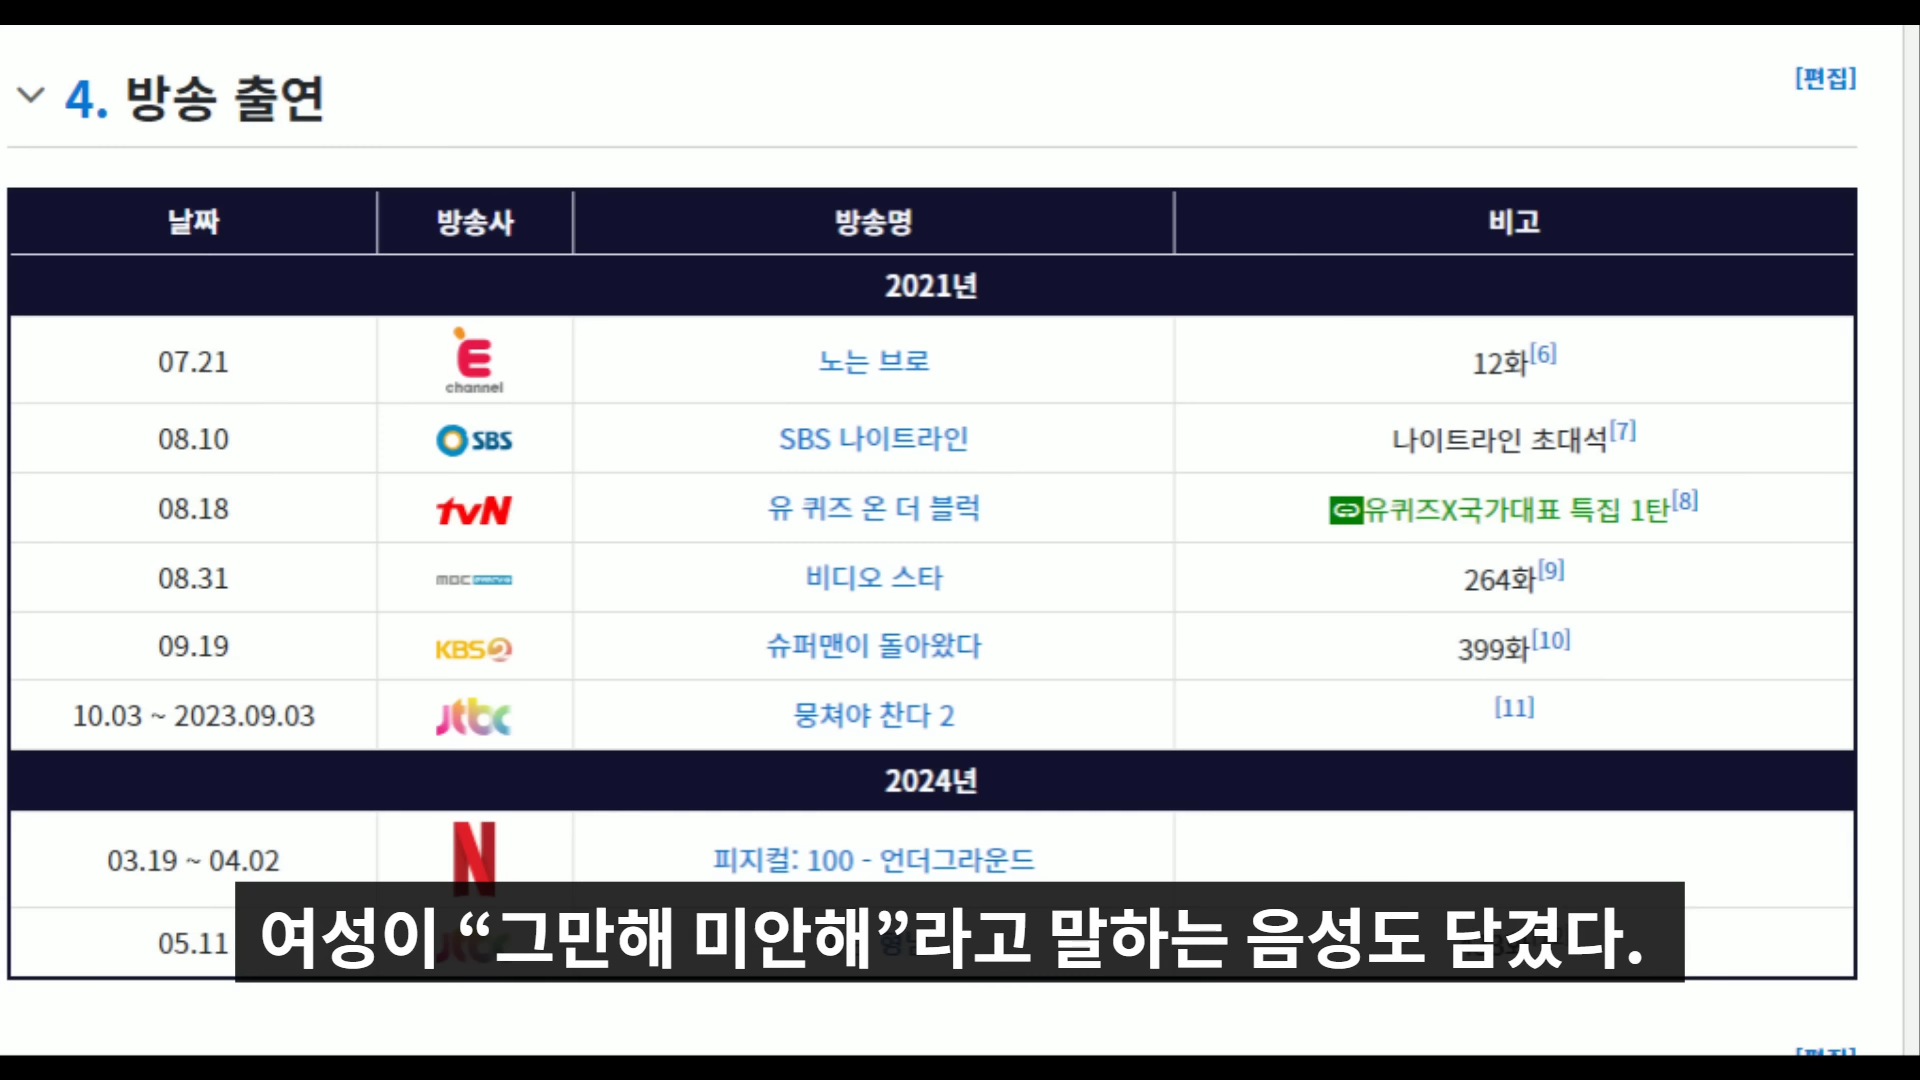 4. 방송 출연
[편집]
날짜 방송사 방송명 비고
2021년
07.21 E channel 노는 브로 12화[6]
08.10 SBS SBS 나이트라인 나이트라인 초대석[7]
08.18 tvN 유 퀴즈 온 더 블럭 유퀴즈X국가대표 특집 1탄[8]
08.31 mbc 비디오 스타 264화[9]
09.19 KBS2 슈퍼맨이 돌아왔다 399화[10]
10.03 ~ 2023.09.03 jtbc 뭉쳐야 찬다 2 [11]
2024년
03.19 ~ 04.02 N 피지컬: 100 - 언더그라운드
05.11
여성이 “그만해 미안해”라고 말하는 음성도 담겼다.